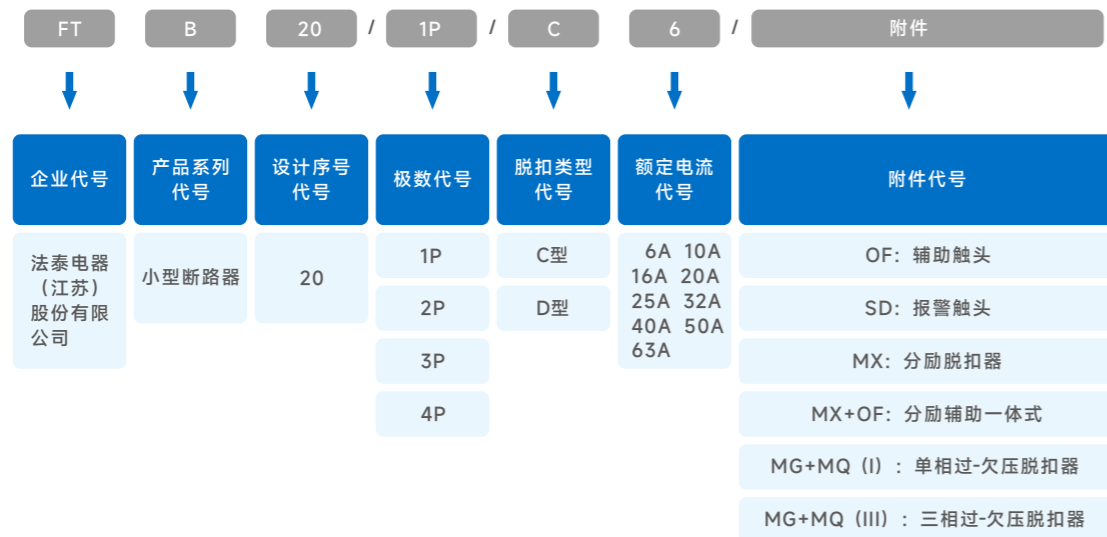 FT B 20 / 1P / C 6 / 附件
企业代号
产品系列
代号
设计序号
代号
极数代号
脱扣类型
代号
额定电流
代号
附件代号
法泰电器
（江苏）
股份有限
公司
小型断路器
20
1P
2P
3P
4P
C型
D型
6A 10A
16A 20A
25A 32A
40A 50A
63A
OF：辅助触头
SD：报警触头
MX：分励脱扣器
MX+OF：分励辅助一体式
MG+MQ（I）：单相过-欠压脱扣器
MG+MQ（III）：三相过-欠压脱扣器